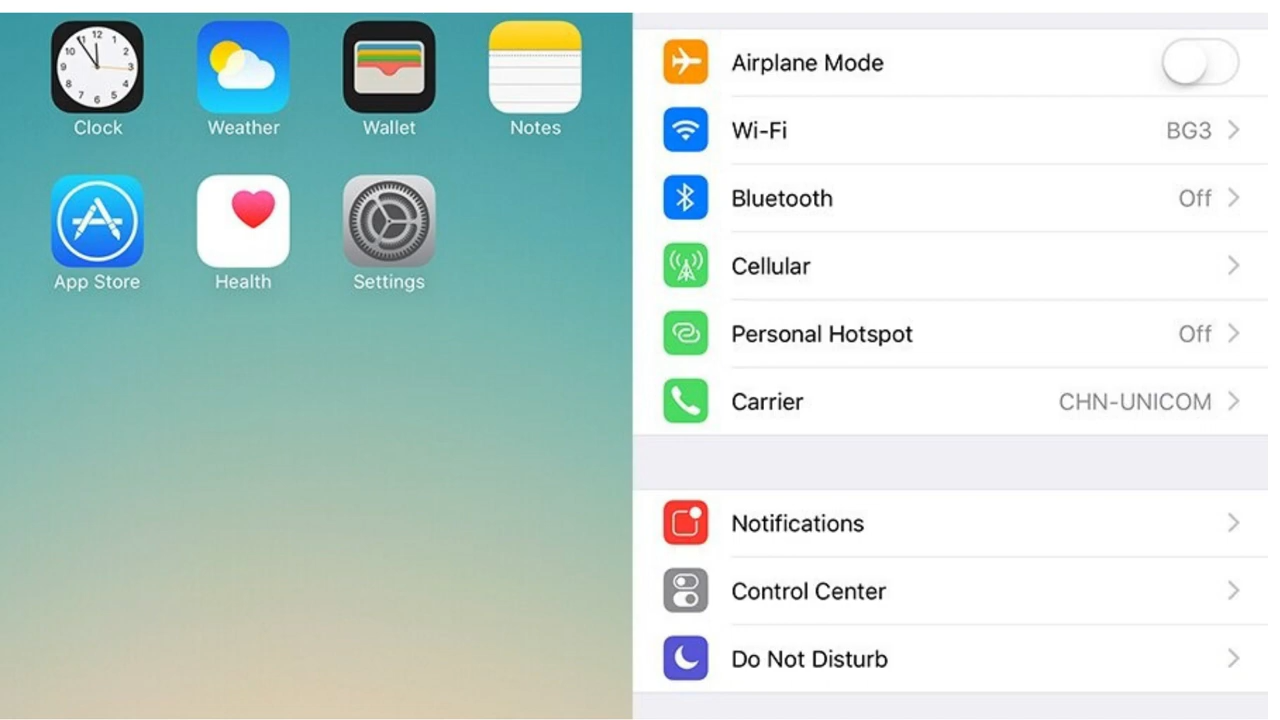 Clock
Weather
Wallet
Notes
App Store
Health
Settings
Airplane Mode
Wi-Fi BG3
Bluetooth Off
Cellular
Personal Hotspot Off
Carrier CHN-UNICOM
Notifications
Control Center
Do Not Disturb